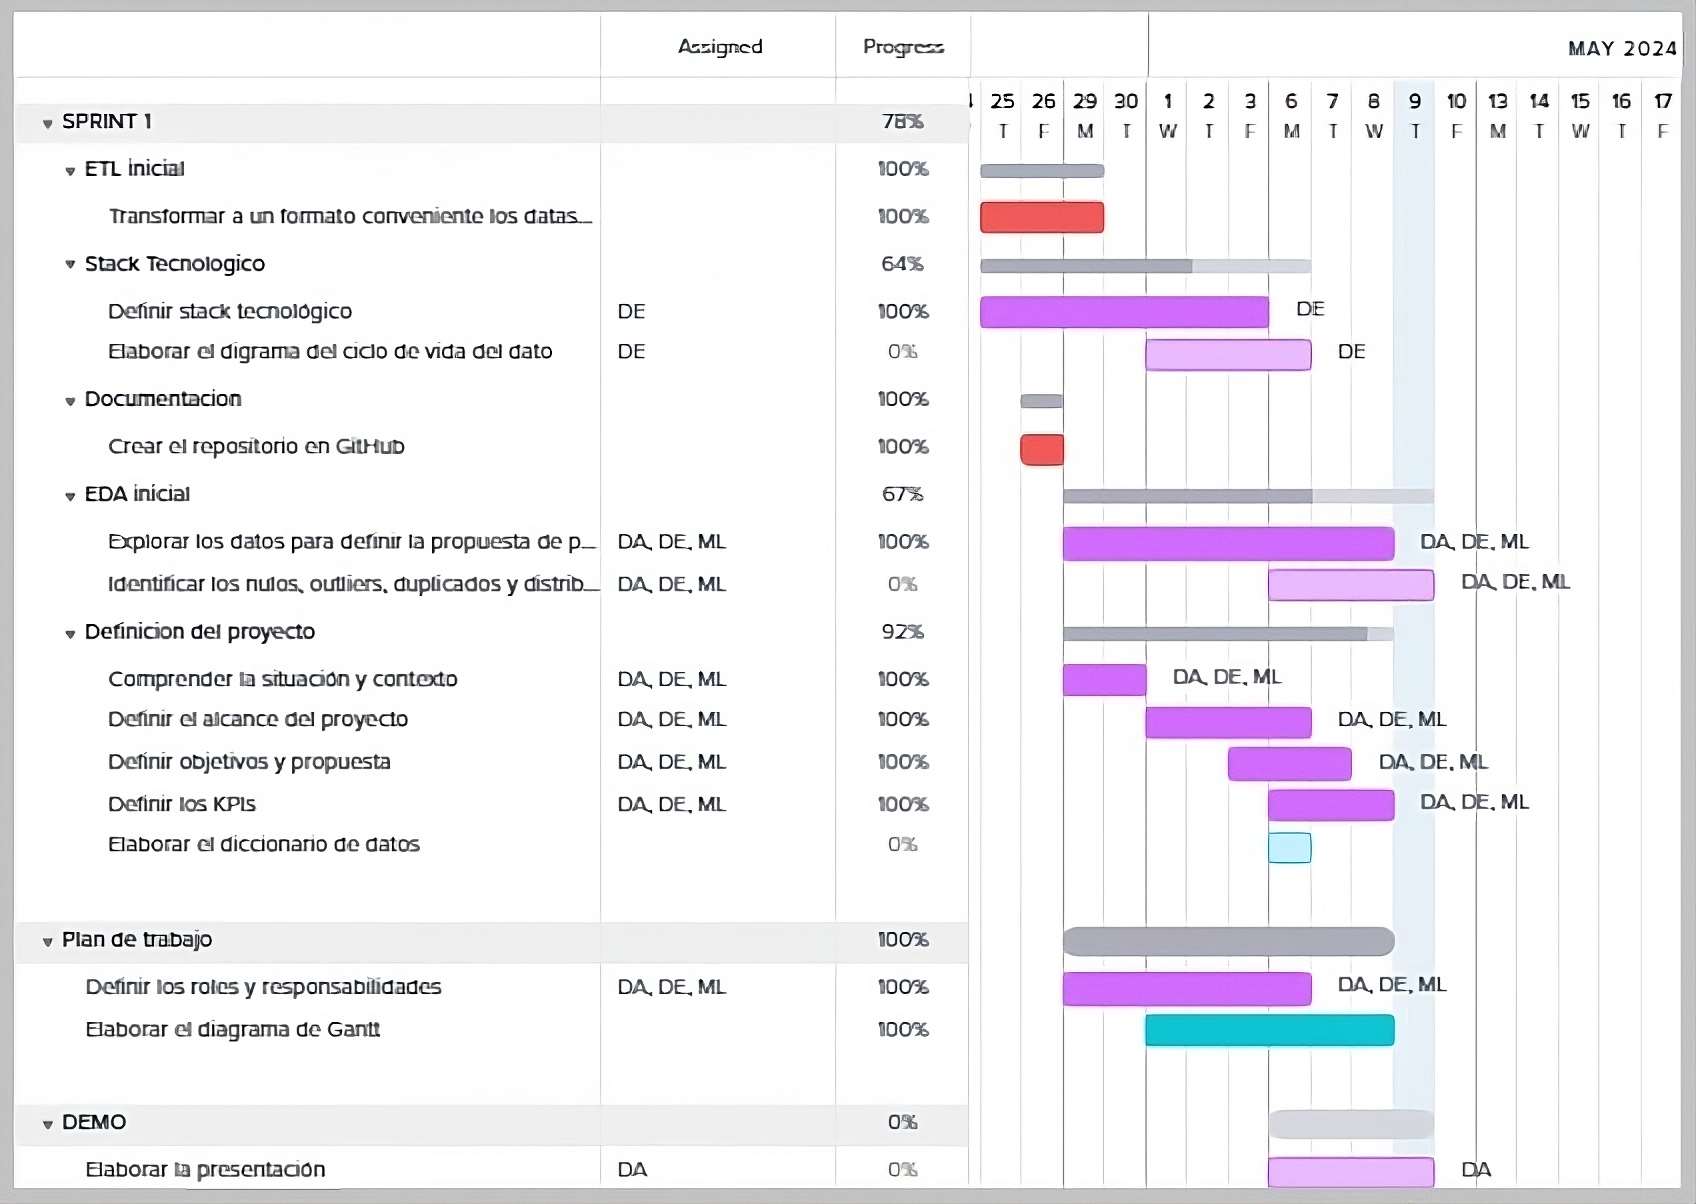 Assigned Progress MAY 2024
25 26 29 30 1 2 3 6 7 8 9 10 13 14 15 16 17
T F M T W T F M T W T F M T W T F
SPRINT 1
ETL inicial 100%
Transformar a un formato conveniente los datas... 100%
Stack Tecnologico 64%
Definir stack tecnológico DE 100% DE
Elaborar el digrama del ciclo de vida del dato DE 0% DE
Documentacion 100%
Crear el repositorio en GitHub 100%
EDA inicial 67%
Explorar los datos para definir la propuesta de p... DA, DE, ML 100% DA, DE, ML
Identificar los nulos, outliers, duplicados y distrib... DA, DE, ML 0% DA, DE, ML
Definicion del proyecto 92%
Comprender la situación y contexto DA, DE, ML 100% DA, DE, ML
Definir el alcance del proyecto DA, DE, ML 100% DA, DE, ML
Definir objetivos y propuesta DA, DE, ML 100% DA, DE, ML
Definir los KPIs DA, DE, ML 100% DA, DE, ML
Elaborar el diccionario de datos 0%
Plan de trabajo 100%
Definir los roles y responsabilidades DA, DE, ML 100% DA, DE, ML
Elaborar el diagrama de Gantt 100%
DEMO 0%
Elaborar la presentación DA 0% DA